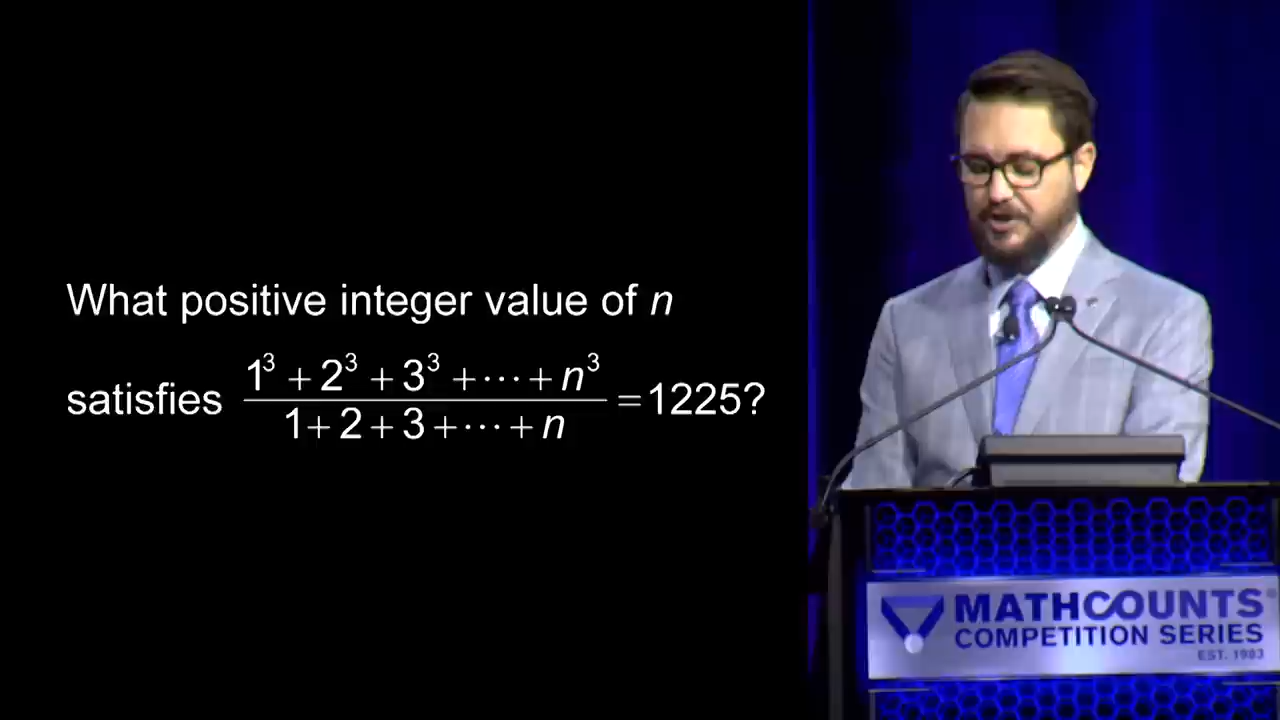 What positive integer value of n
satisfies (1³ + 2³ + 3³ + ⋯ + n³)/(1 + 2 + 3 + ⋯ + n) = 1225?
MATHCOUNTS®
COMPETITION SERIES
EST. 1983